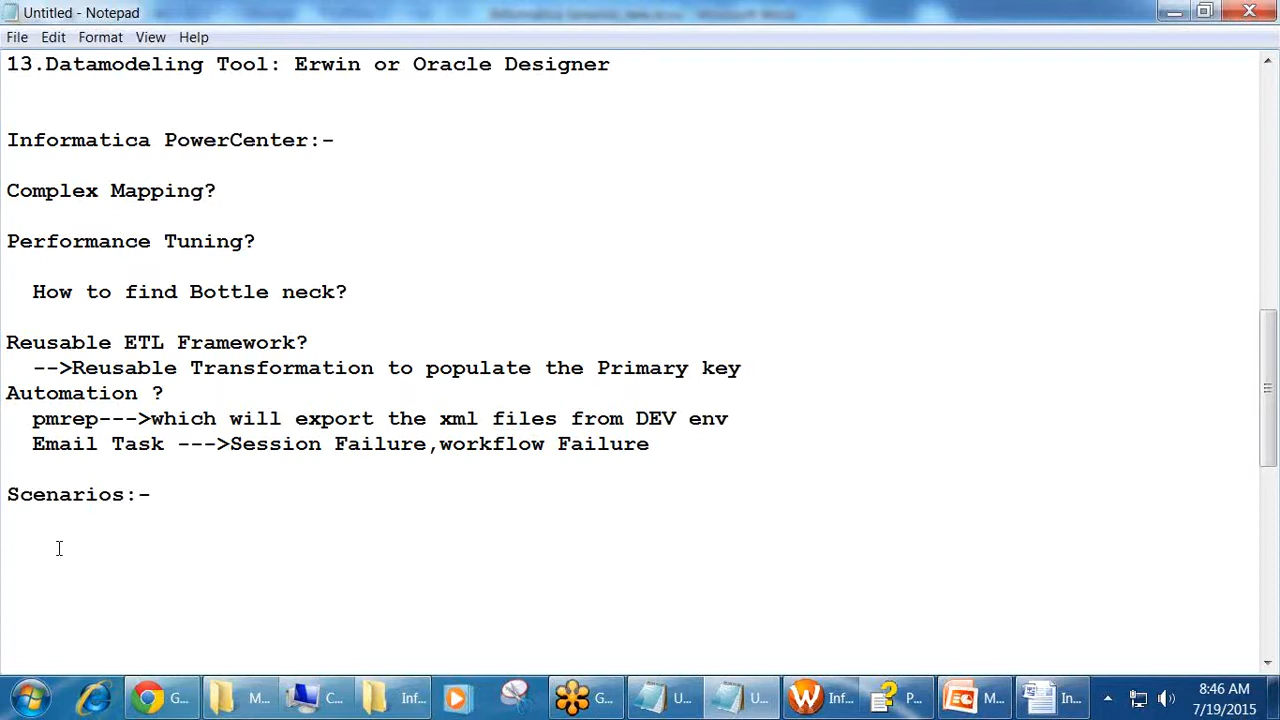 Untitled - Notepad
File Edit Format View Help
13.Datamodeling Tool: Erwin or Oracle Designer
Informatica PowerCenter:-
Complex Mapping?
Performance Tuning?
How to find Bottle neck?
Reusable ETL Framework?
-->Reusable Transformation to populate the Primary key
Automation ?
pmrep--->which will export the xml files from DEV env
Email Task --->Session Failure,workflow Failure
Scenarios:-
G... M... C... Inf... G... U... U... Inf... P... M... In...
8:46 AM
7/19/2015